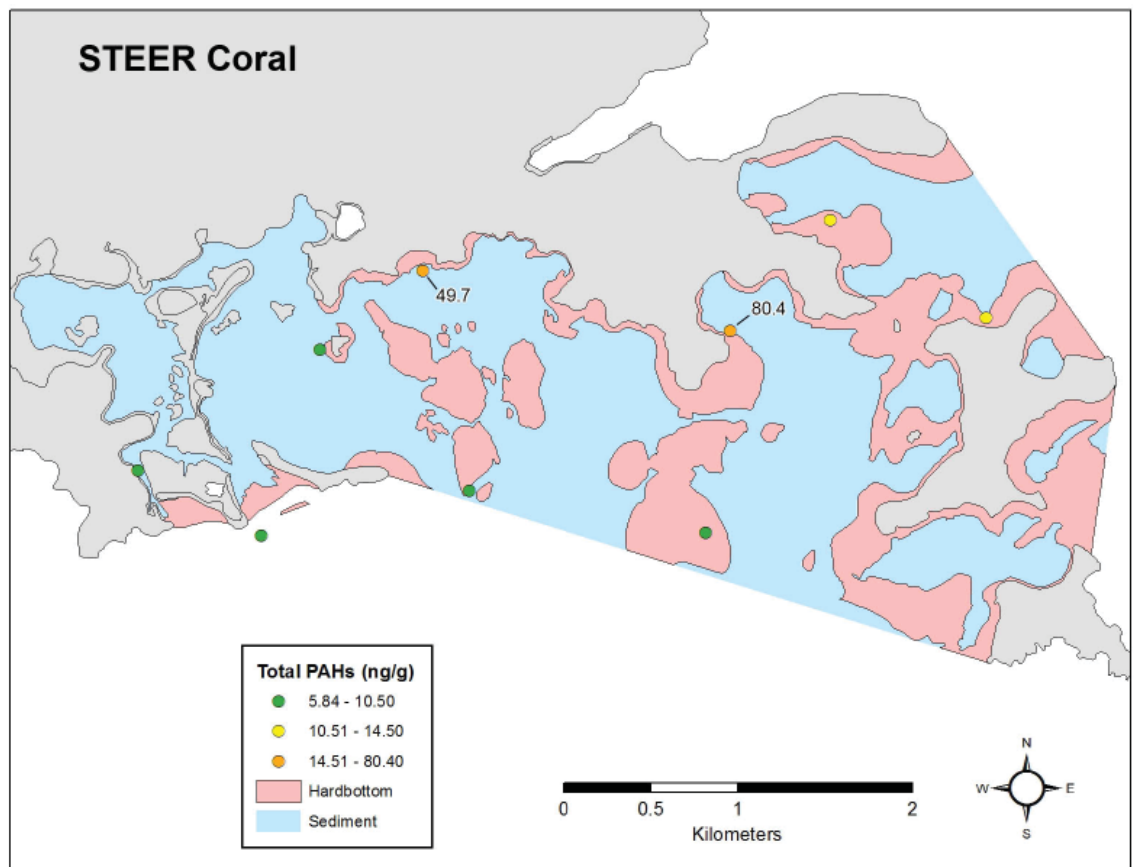 STEER Coral
49.7
80.4
Total PAHs (ng/g)
5.84 - 10.50
10.51 - 14.50
14.51 - 80.40
Hardbottom
Sediment
0 0.5 1 2
Kilometers
N
W E
S